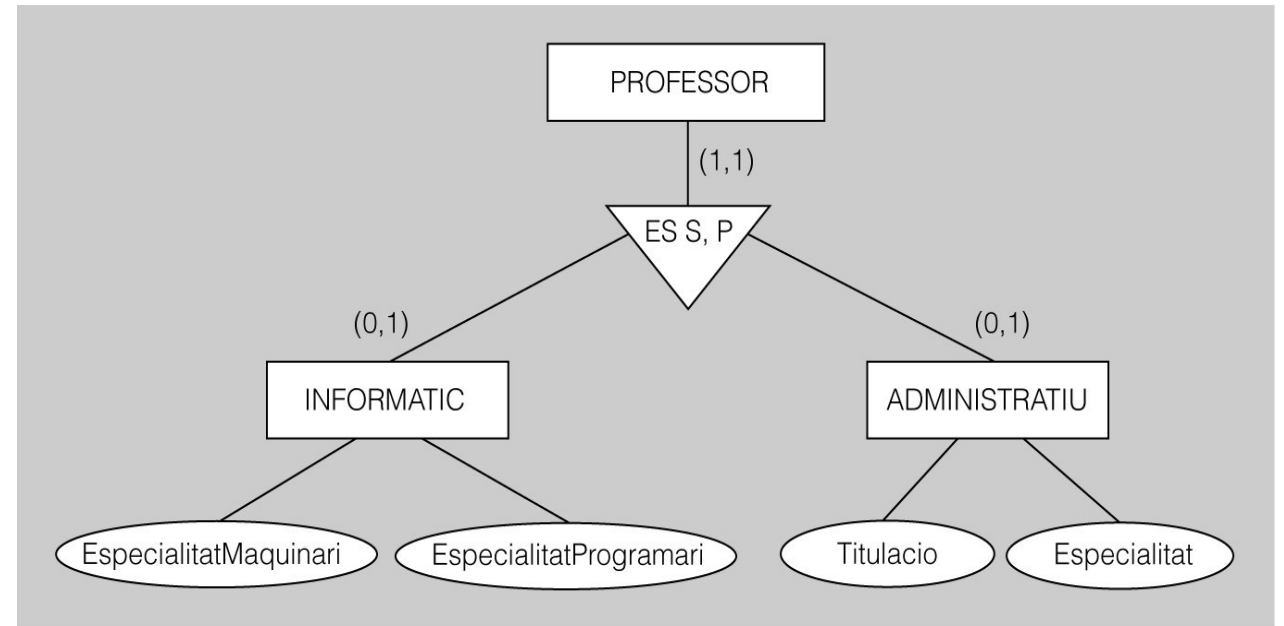 PROFESSOR
(1,1)
ES S, P
(0,1)
(0,1)
INFORMATIC
ADMINISTRATIU
EspecialitatMaquinari
EspecialitatProgramari
Titulacio
Especialitat